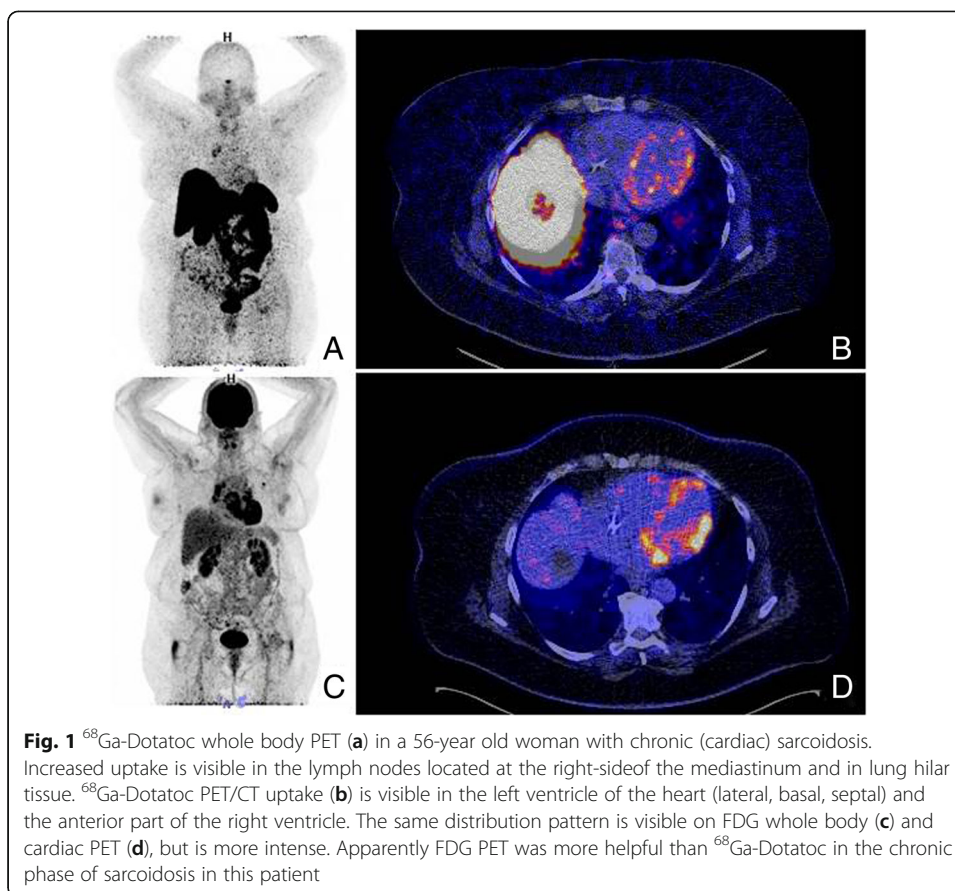 H
A
B
H
C
D
Fig. 1 ⁶⁸Ga-Dotatoc whole body PET (a) in a 56-year old woman with chronic (cardiac) sarcoidosis.
Increased uptake is visible in the lymph nodes located at the right-sideof the mediastinum and in lung hilar
tissue. ⁶⁸Ga-Dotatoc PET/CT uptake (b) is visible in the left ventricle of the heart (lateral, basal, septal) and
the anterior part of the right ventricle. The same distribution pattern is visible on FDG whole body (c) and
cardiac PET (d), but is more intense. Apparently FDG PET was more helpful than ⁶⁸Ga-Dotatoc in the chronic
phase of sarcoidosis in this patient